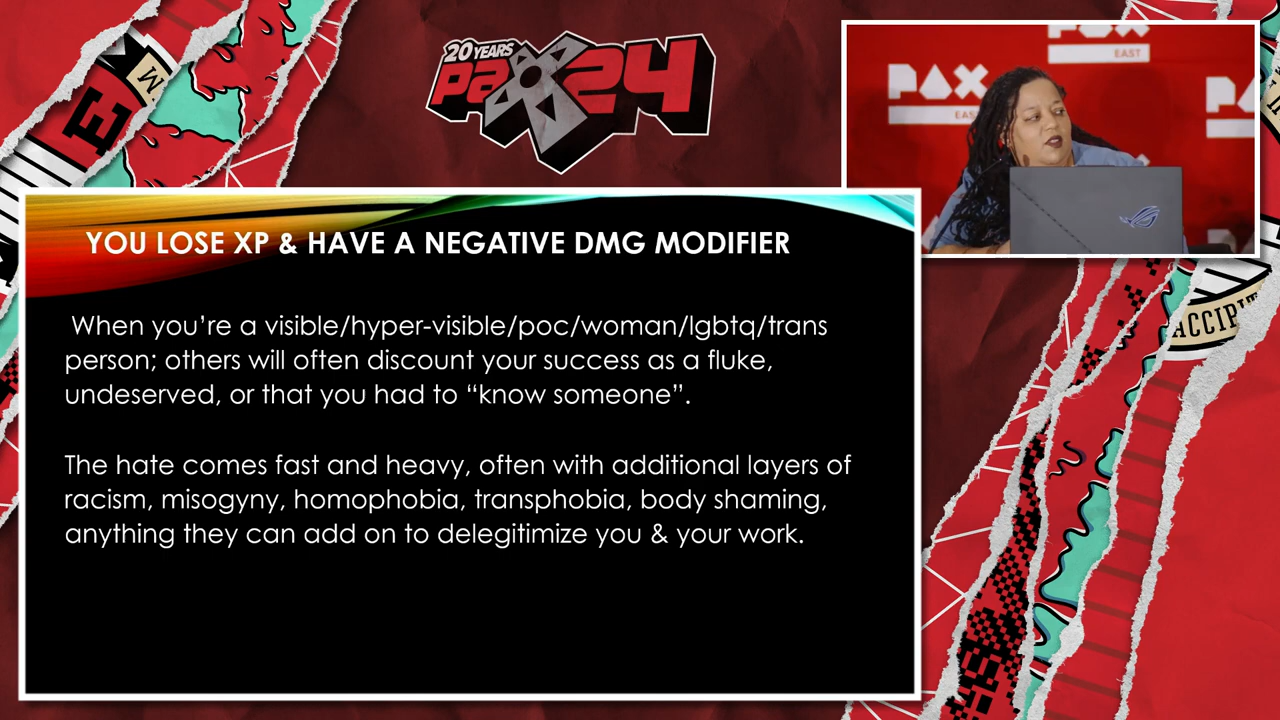 20 YEARS
PAX24
PAX
EAST
PAX
EAST
PA
YOU LOSE XP & HAVE A NEGATIVE DMG MODIFIER
When you’re a visible/hyper-visible/poc/woman/lgbtq/trans
person; others will often discount your success as a fluke,
undeserved, or that you had to “know someone”.
The hate comes fast and heavy, often with additional layers of
racism, misogyny, homophobia, transphobia, body shaming,
anything they can add on to delegitimize you & your work.
ACCIPIT